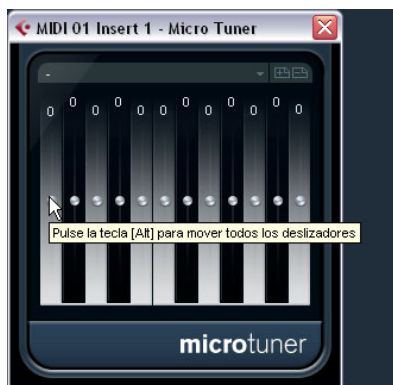 MIDI 01 Insert 1 - Micro Tuner
-
0 0 0 0 0 0 0 0 0 0 0 0
Pulse la tecla [Alt] para mover todos los deslizadores
microtuner